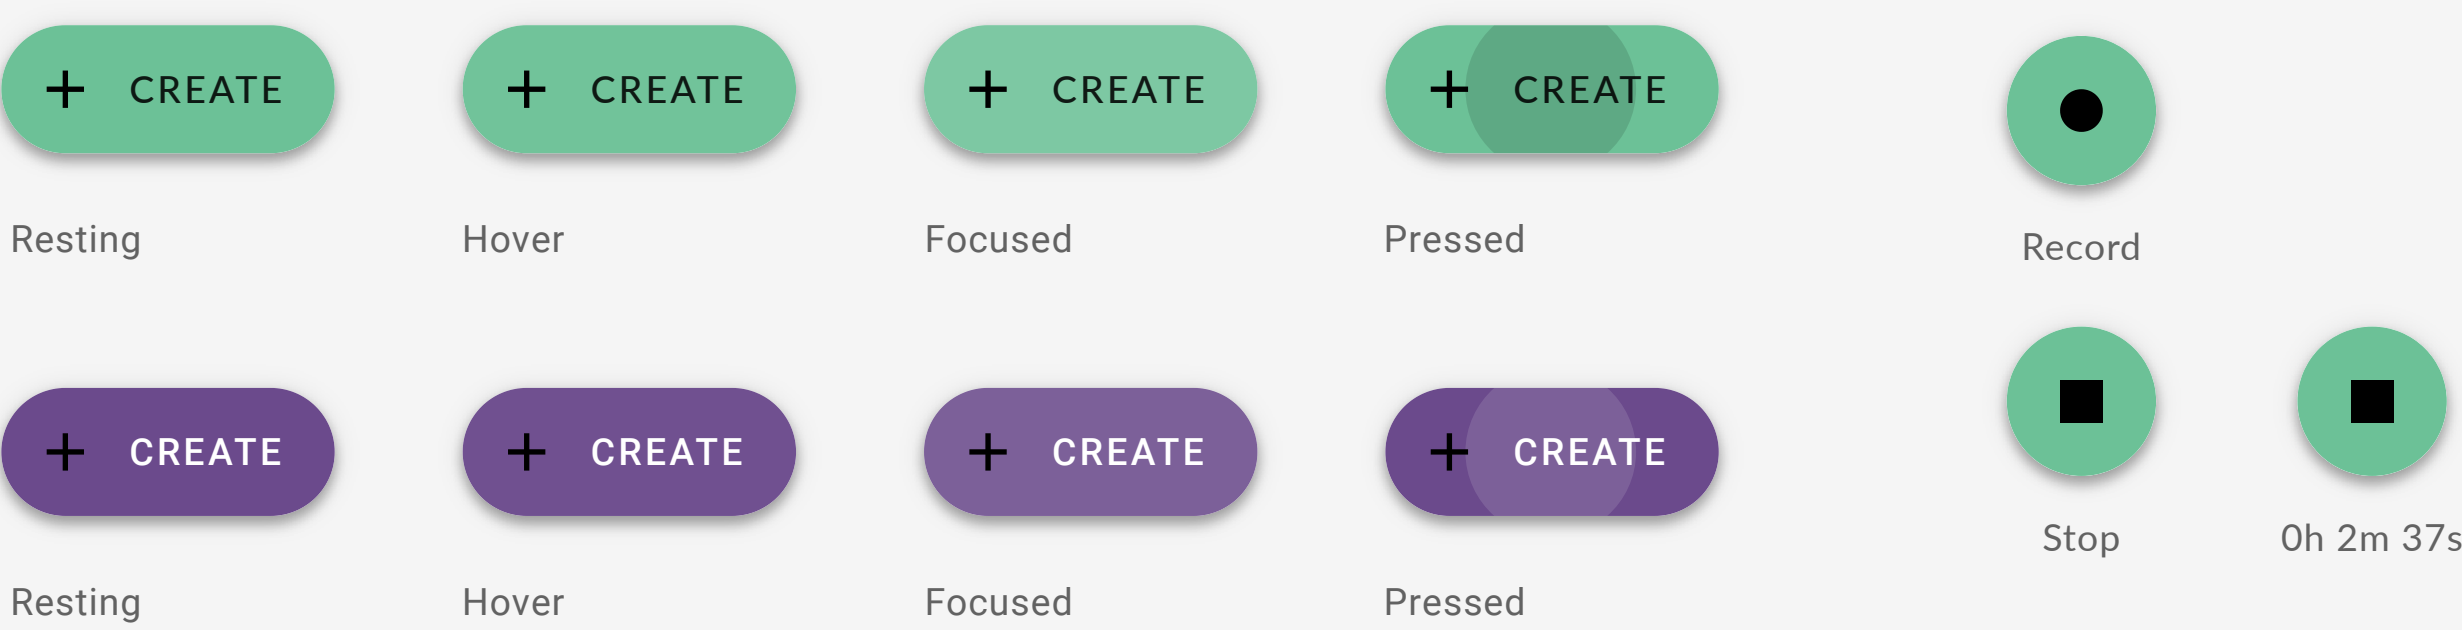 CREATE
CREATE
CREATE
CREATE
Resting
Hover
Focused
Pressed
Record
CREATE
CREATE
CREATE
CREATE
Stop
0h 2m 37s
Resting
Hover
Focused
Pressed